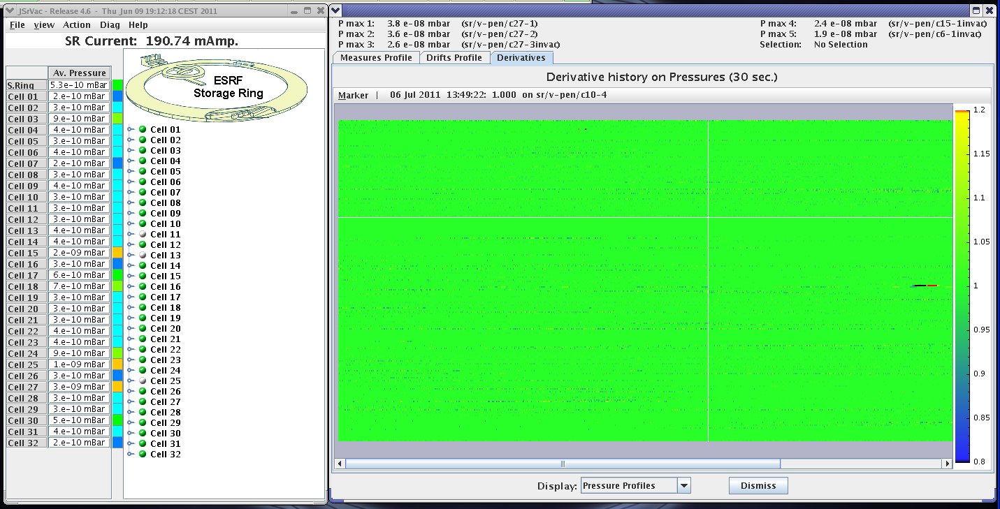 JSrVac - Release 4.6 - Thu Jun 09 19:12:18 CEST 2011
File view Action Diag Help
SR Current: 190.74 mAmp.
Av. Pressure
S.Ring 5.3e-10 mBar
Cell 01 2.e-10 mBar
Cell 02 3.e-10 mBar
Cell 03 9.e-10 mBar
Cell 04 4.e-10 mBar
Cell 05 3.e-10 mBar
Cell 06 4.e-10 mBar
Cell 07 2.e-10 mBar
Cell 08 3.e-10 mBar
Cell 09 4.e-10 mBar
Cell 10 3.e-10 mBar
Cell 11 3.e-10 mBar
Cell 12 3.e-10 mBar
Cell 13 4.e-10 mBar
Cell 14 4.e-10 mBar
Cell 15 2.e-09 mBar
Cell 16 3.e-10 mBar
Cell 17 6.e-10 mBar
Cell 18 7.e-10 mBar
Cell 19 3.e-10 mBar
Cell 20 3.e-10 mBar
Cell 21 3.e-10 mBar
Cell 22 4.e-10 mBar
Cell 23 4.e-10 mBar
Cell 24 9.e-10 mBar
Cell 25 1.e-09 mBar
Cell 26 3.e-10 mBar
Cell 27 3.e-09 mBar
Cell 28 3.e-10 mBar
Cell 29 3.e-10 mBar
Cell 30 5.e-10 mBar
Cell 31 4.e-10 mBar
Cell 32 2.e-10 mBar
ESRF
Storage Ring
Cell 01
Cell 02
Cell 03
Cell 04
Cell 05
Cell 06
Cell 07
Cell 08
Cell 09
Cell 10
Cell 11
Cell 12
Cell 13
Cell 14
Cell 15
Cell 16
Cell 17
Cell 18
Cell 19
Cell 20
Cell 21
Cell 22
Cell 23
Cell 24
Cell 25
Cell 26
Cell 27
Cell 28
Cell 29
Cell 30
Cell 31
Cell 32
P max 1: 3.8 e-08 mbar (sr/v-pen/c27-1)
P max 2: 3.6 e-08 mbar (sr/v-pen/c27-2)
P max 3: 2.6 e-08 mbar (sr/v-pen/c27-3invac)
P max 4: 2.4 e-08 mbar (sr/v-pen/c15-1invac)
P max 5: 1.9 e-08 mbar (sr/v-pen/c6-1invac)
Selection: No Selection
Measures Profile Drifts Profile Derivatives
Derivative history on Pressures (30 sec.)
Marker | 06 Jul 2011 13:49:22: 1.000 on sr/v-pen/c10-4
1.2
1.15
1.1
1.05
1
0.95
0.9
0.85
0.8
Display: Pressure Profiles Dismiss